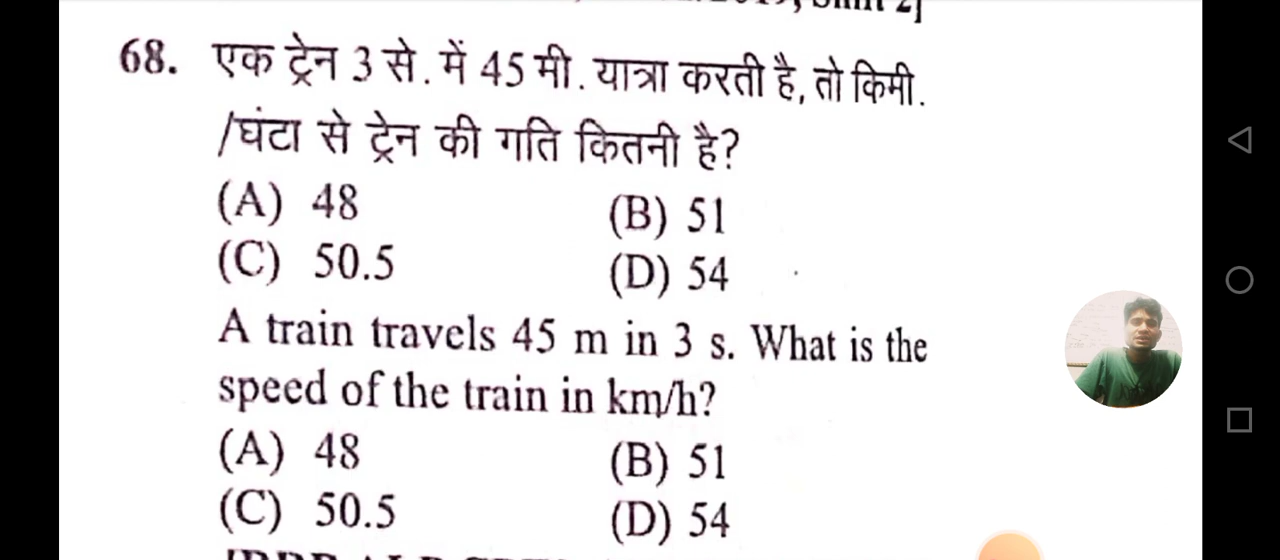 68. एक ट्रेन 3 से. में 45 मी. यात्रा करती है, तो किमी.
/घंटा से ट्रेन की गति कितनी है?
(A) 48 (B) 51
(C) 50.5 (D) 54
A train travels 45 m in 3 s. What is the
speed of the train in km/h?
(A) 48 (B) 51
(C) 50.5 (D) 54